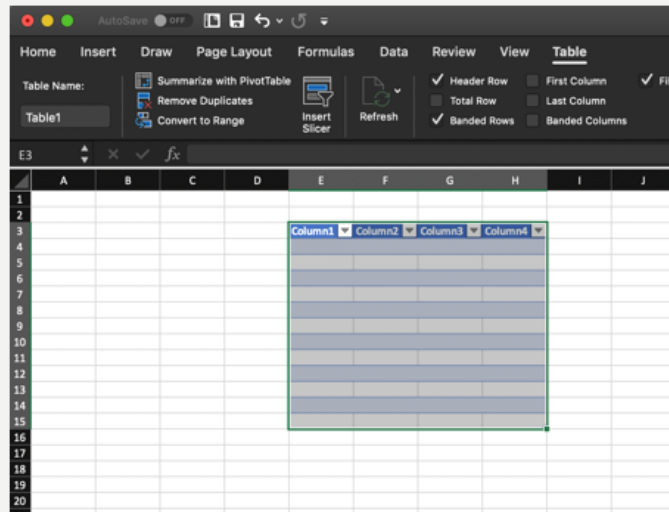 AutoSave OFF
Home Insert Draw Page Layout Formulas Data Review View Table
Table Name:
Table1
Summarize with PivotTable
Remove Duplicates
Convert to Range
Insert
Slicer
Refresh
Header Row
Total Row
Banded Rows
First Column
Last Column
Banded Columns
E3
fx
A B C D E F G H I J
1
2
3 Column1 Column2 Column3 Column4
4
5
6
7
8
9
10
11
12
13
14
15
16
17
18
19
20